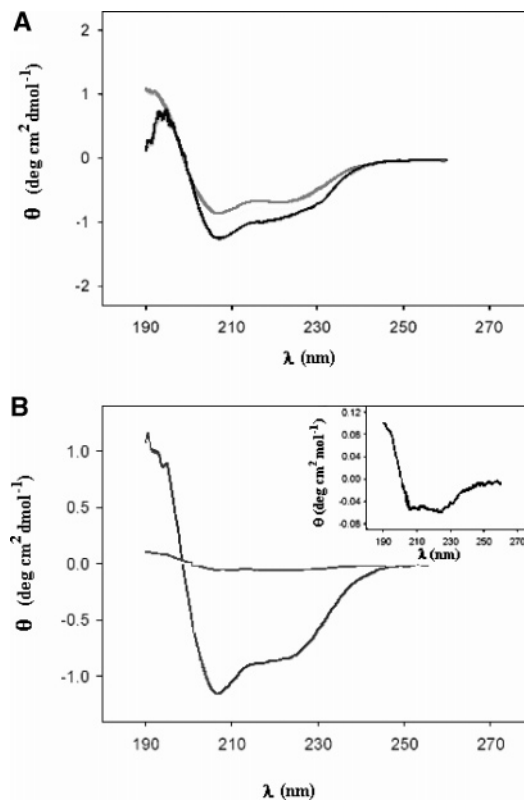 A
2
1
0
-1
-2
θ (deg cm² dmol⁻¹)
190 210 230 250 270
λ (nm)
B
1.0
0.5
0.0
-0.5
-1.0
θ (deg cm² dmol⁻¹)
190 210 230 250 270
λ (nm)
0.12
0.08
0.04
0.00
-0.04
-0.08
θ (deg cm² mol⁻¹)
190 210 230 250 270
λ (nm)